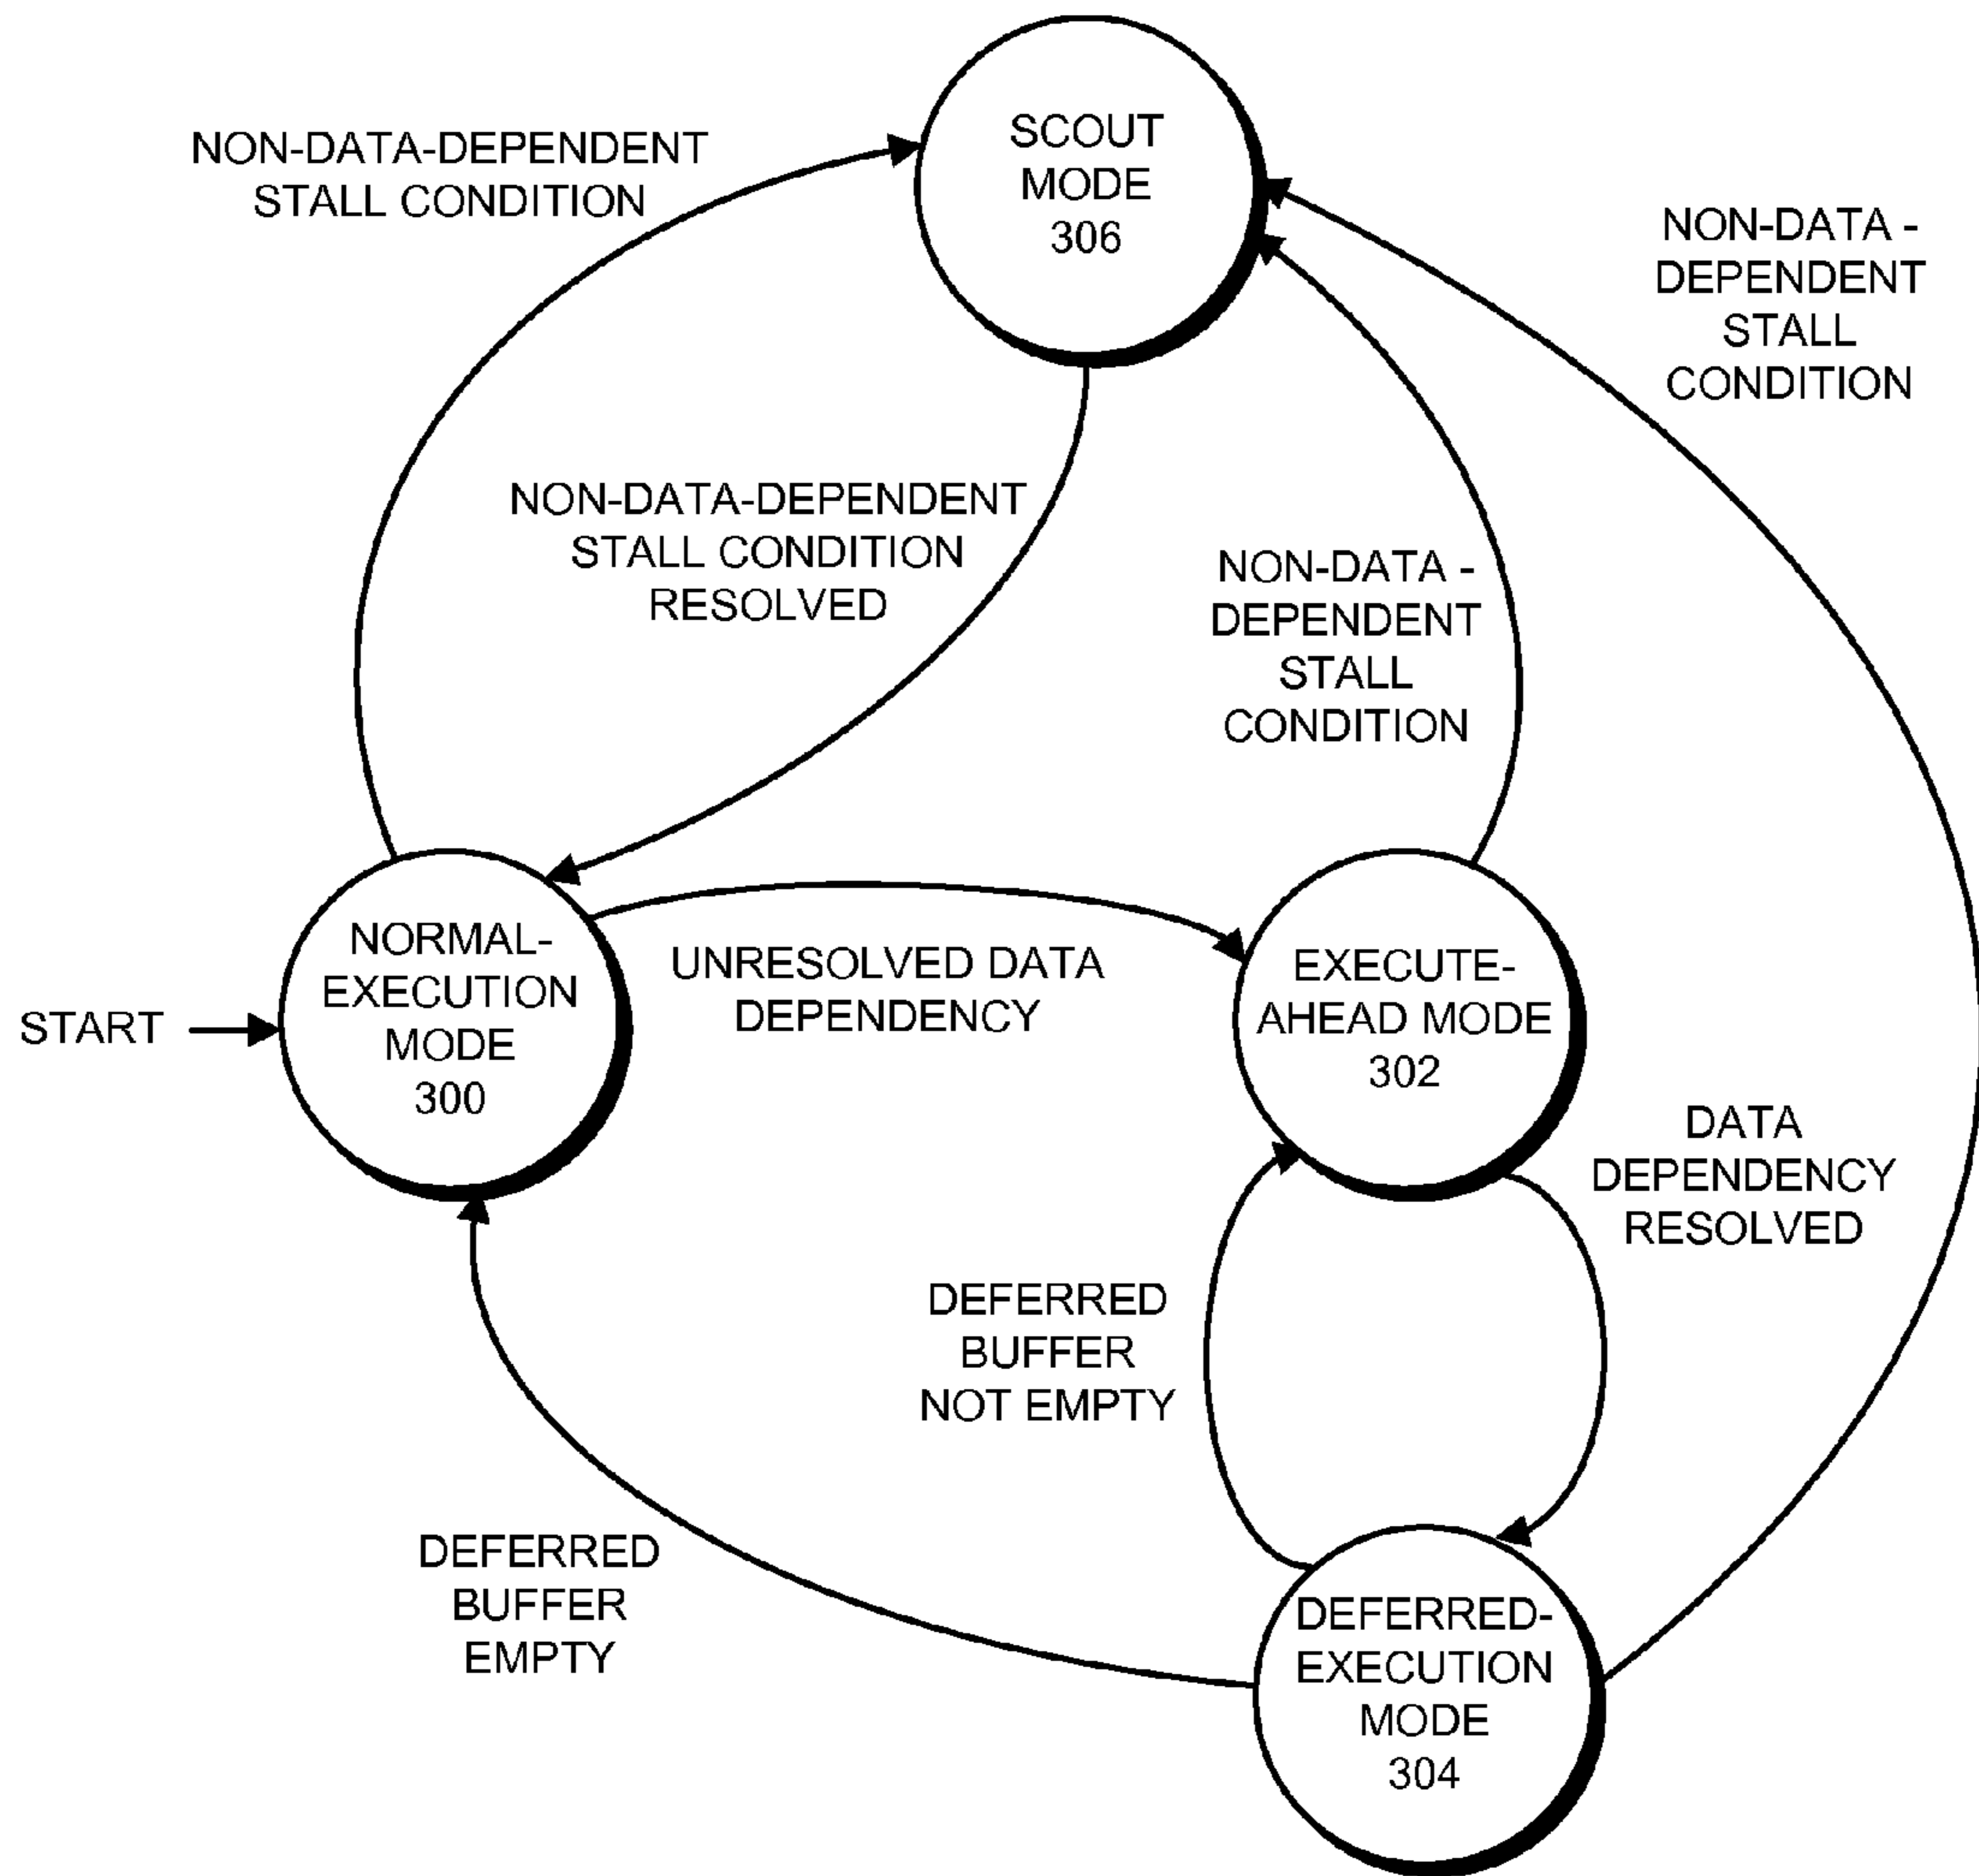 SCOUT
MODE
306
NON-DATA-DEPENDENT
STALL CONDITION
NON-DATA -
DEPENDENT
STALL
CONDITION
NON-DATA-DEPENDENT
STALL CONDITION
RESOLVED
NON-DATA -
DEPENDENT
STALL
CONDITION
START
NORMAL-
EXECUTION
MODE
300
UNRESOLVED DATA
DEPENDENCY
EXECUTE-
AHEAD MODE
302
DATA
DEPENDENCY
RESOLVED
DEFERRED
BUFFER
NOT EMPTY
DEFERRED
BUFFER
EMPTY
DEFERRED-
EXECUTION
MODE
304